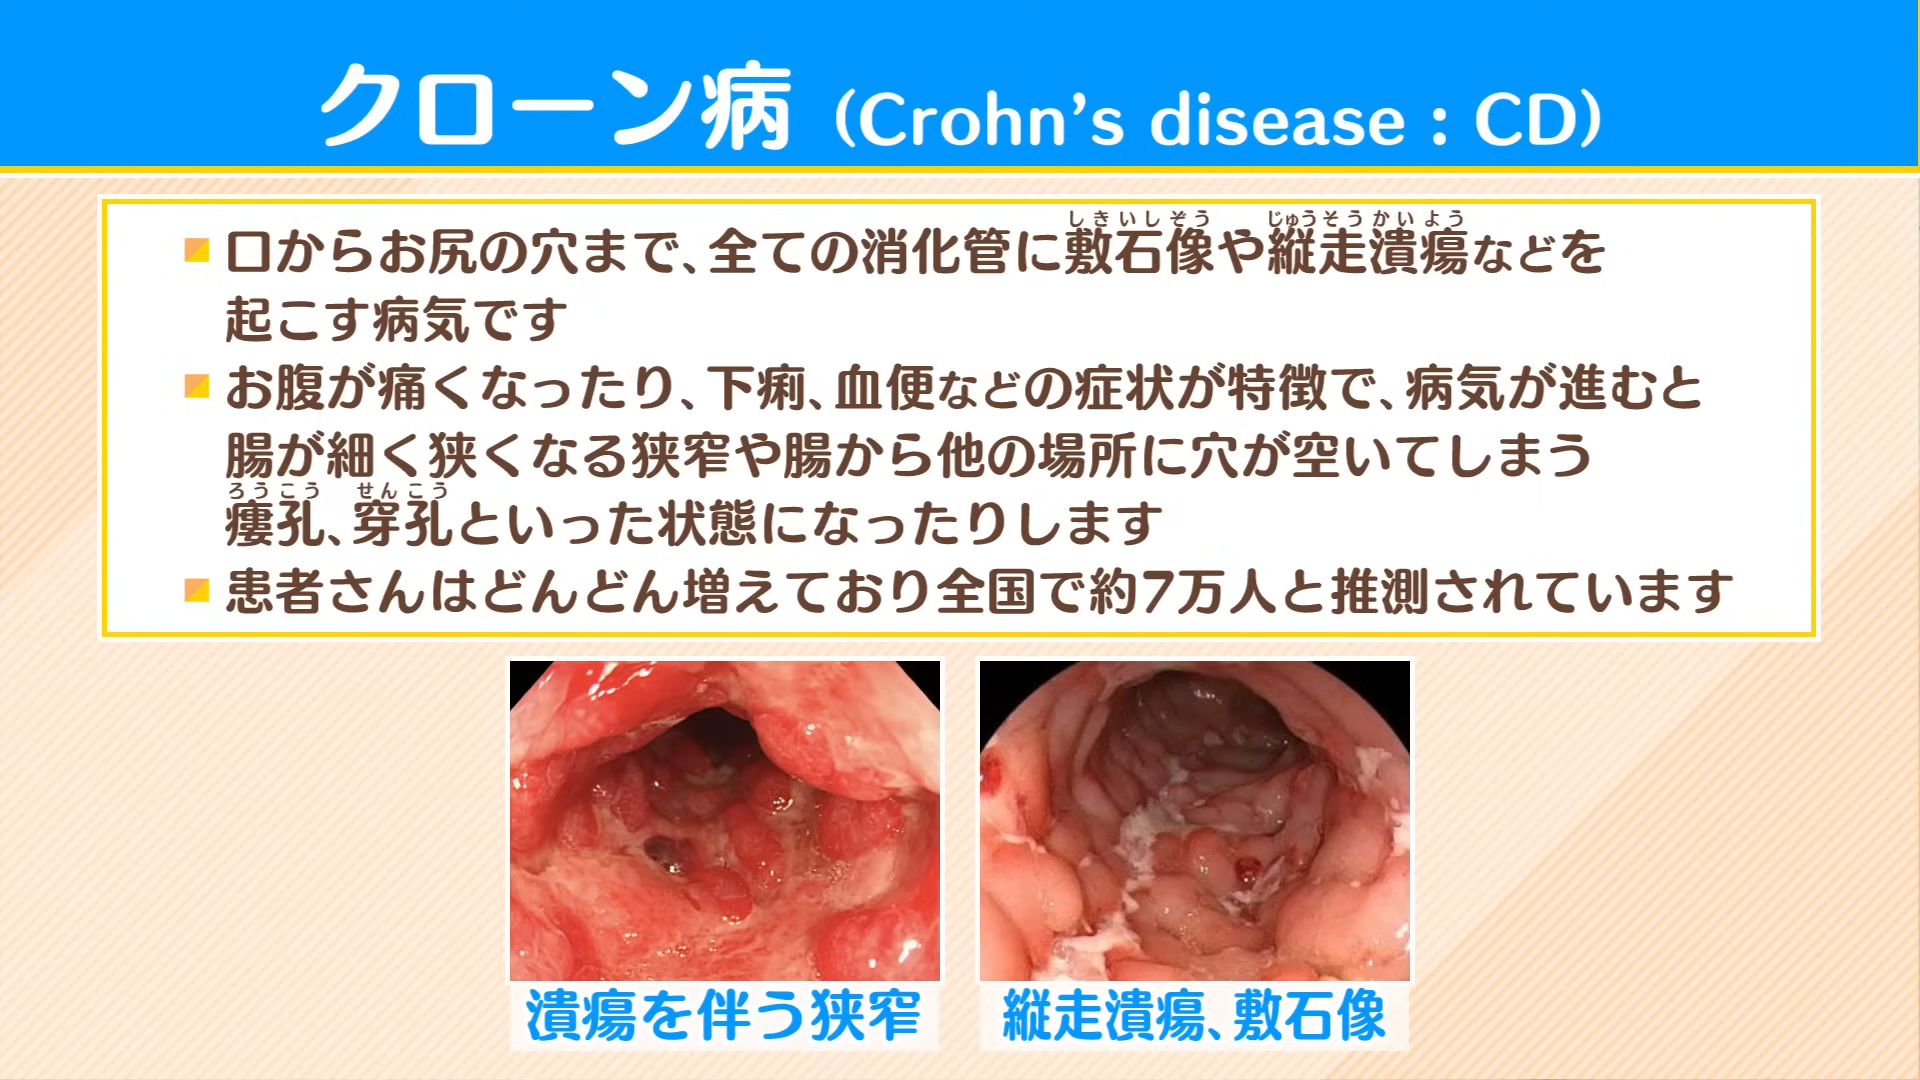 クローン病 (Crohn’s disease : CD)
しきいしぞう じゅうそうかいよう
口からお尻の穴まで、全ての消化管に敷石像や縦走潰瘍などを
起こす病気です
お腹が痛くなったり、下痢、血便などの症状が特徴で、病気が進むと
腸が細く狭くなる狭窄や腸から他の場所に穴が空いてしまう
ろうこう せんこう
瘻孔、穿孔といった状態になったりします
患者さんはどんどん増えており全国で約7万人と推測されています
潰瘍を伴う狭窄
縦走潰瘍、敷石像